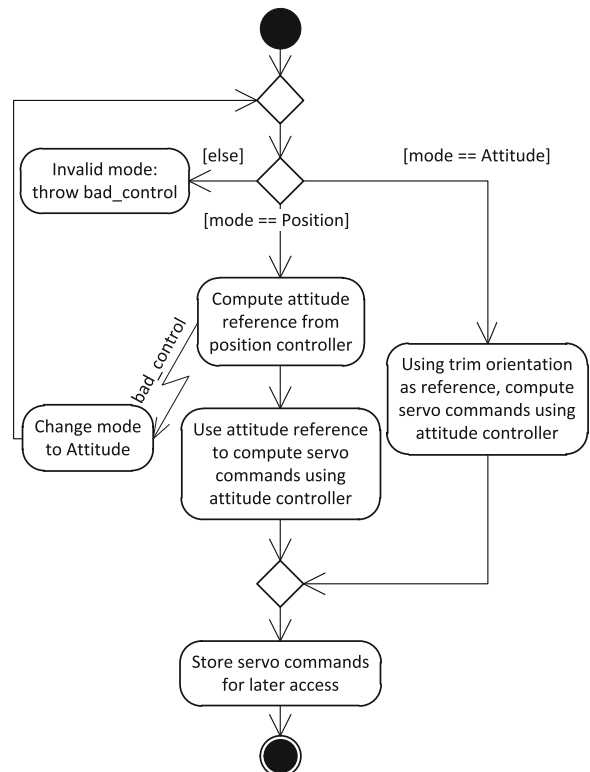 [else]
[mode == Attitude]
Invalid mode:
throw bad_control
[mode == Position]
Compute attitude
reference from
position controller
bad_control
Using trim orientation
as reference, compute
servo commands using
attitude controller
Change mode
to Attitude
Use attitude reference
to compute servo
commands using
attitude controller
Store servo commands
for later access